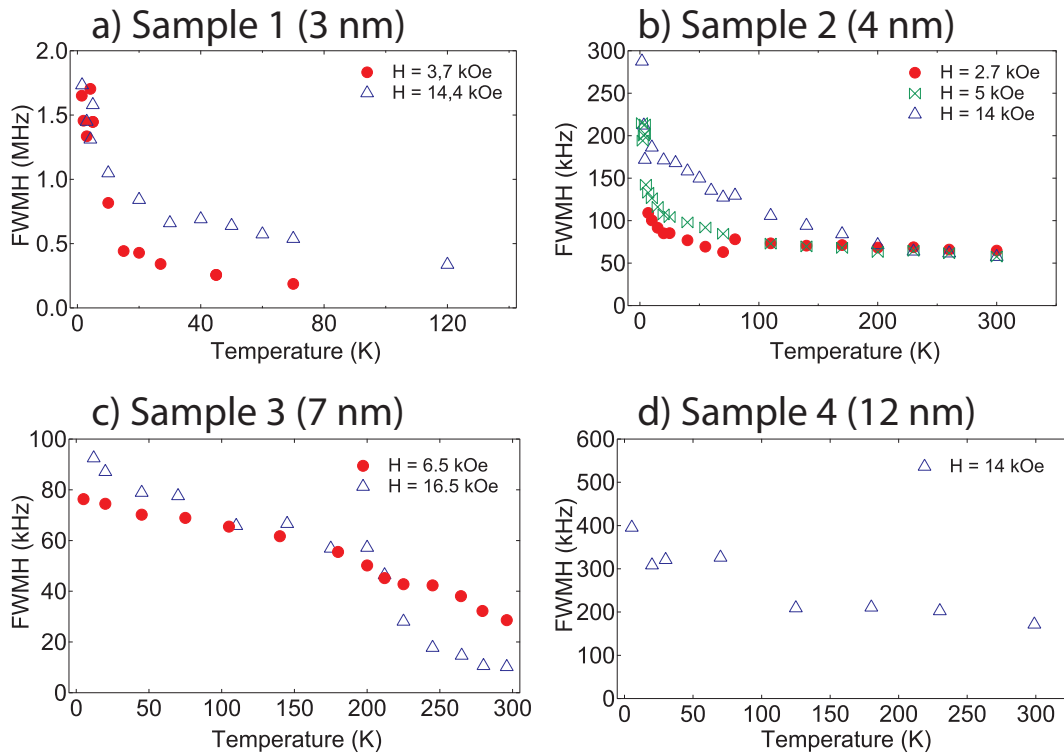 a) Sample 1 (3 nm)
2.0
1.5
1.0
0.5
0.0
FWMH (MHz)
H = 3,7 kOe
H = 14,4 kOe
0 40 80 120
Temperature (K)
b) Sample 2 (4 nm)
300
250
200
150
100
50
0
FWMH (kHz)
H = 2.7 kOe
H = 5 kOe
H = 14 kOe
0 100 200 300
Temperature (K)
c) Sample 3 (7 nm)
100
80
60
40
20
0
FWMH (kHz)
H = 6.5 kOe
H = 16.5 kOe
0 50 100 150 200 250 300
Temperature (K)
d) Sample 4 (12 nm)
600
500
400
300
200
100
0
FWMH (kHz)
H = 14 kOe
0 50 100 150 200 250 300
Temperature (K)